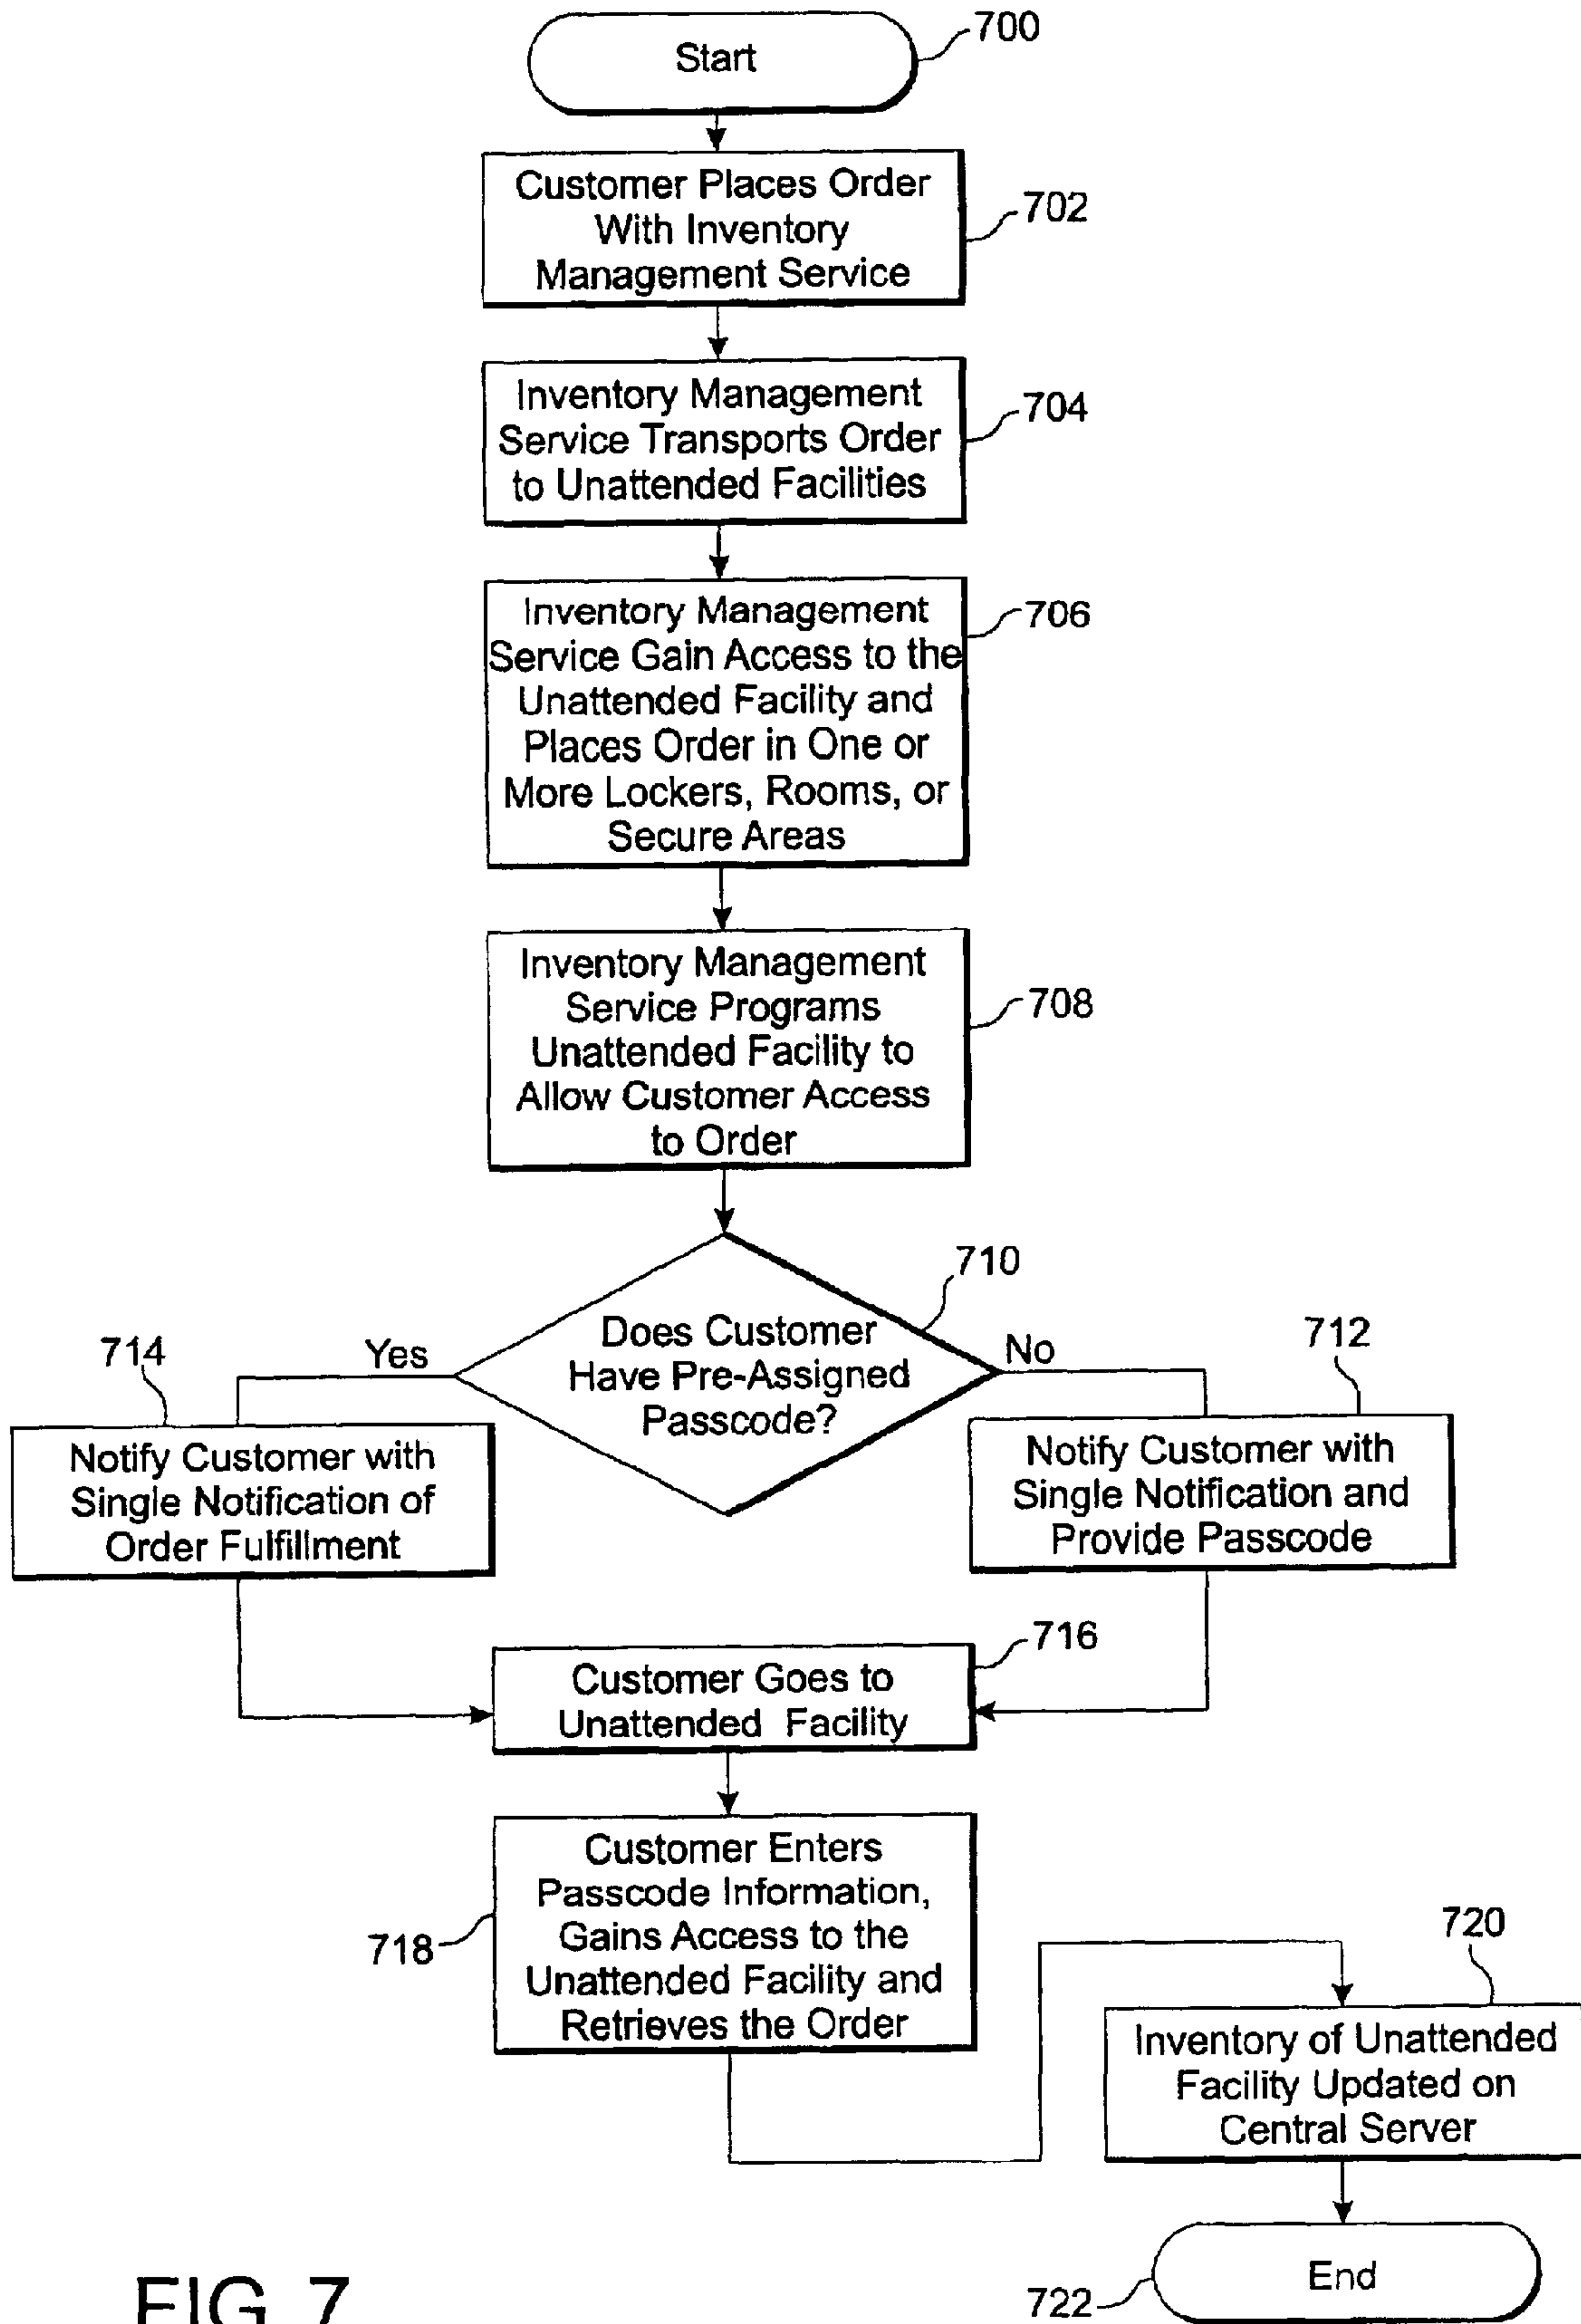 Start
700
Customer Places Order
With Inventory
Management Service
702
Inventory Management
Service Transports Order
to Unattended Facilities
704
Inventory Management
Service Gain Access to the
Unattended Facility and
Places Order in One or
More Lockers, Rooms, or
Secure Areas
706
Inventory Management
Service Programs
Unattended Facility to
Allow Customer Access
to Order
708
710
Does Customer
Have Pre-Assigned
Passcode?
Yes
No
714
Notify Customer with
Single Notification of
Order Fulfillment
712
Notify Customer with
Single Notification and
Provide Passcode
716
Customer Goes to
Unattended Facility
Customer Enters
Passcode Information,
Gains Access to the
Unattended Facility and
Retrieves the Order
718
720
Inventory of Unattended
Facility Updated on
Central Server
End
722
FIG. 7